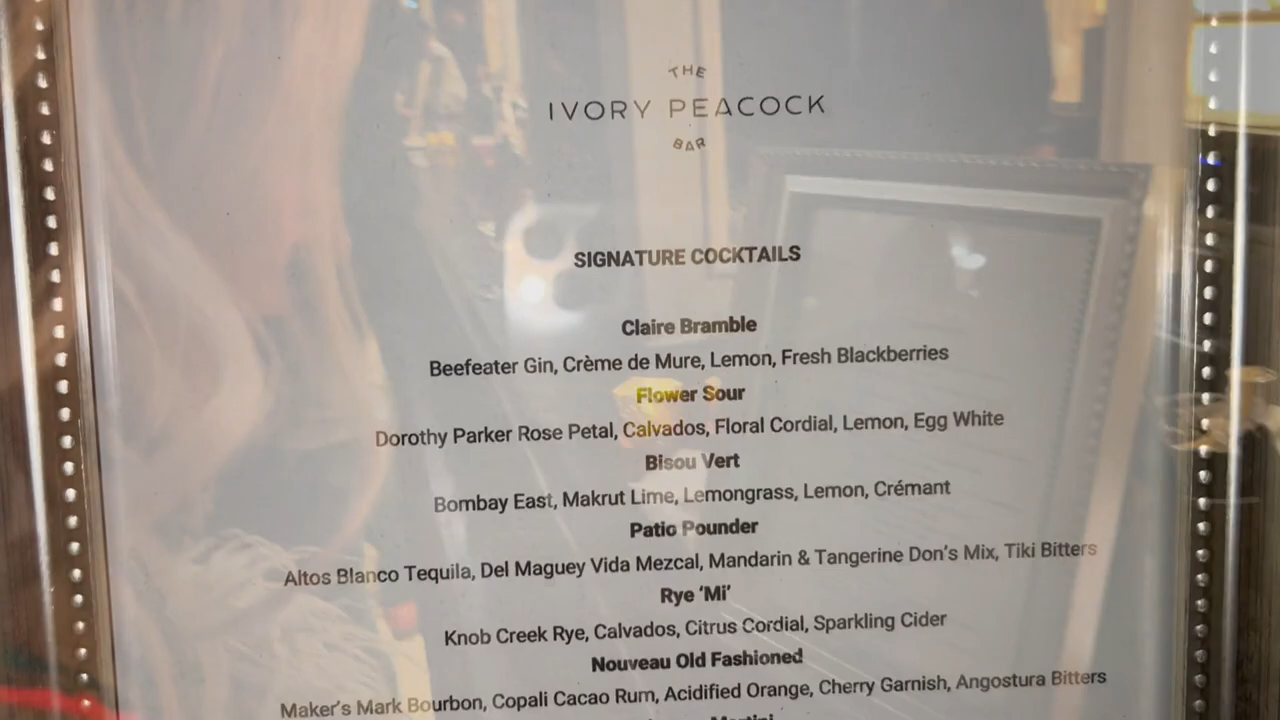 THE
IVORY PEACOCK
BAR
SIGNATURE COCKTAILS
Claire Bramble
Beefeater Gin, Crème de Mure, Lemon, Fresh Blackberries
Flower Sour
Dorothy Parker Rose Petal, Calvados, Floral Cordial, Lemon, Egg White
Bisou Vert
Bombay East, Makrut Lime, Lemongrass, Lemon, Crémant
Patio Pounder
Altos Blanco Tequila, Del Maguey Vida Mezcal, Mandarin & Tangerine Don's Mix, Tiki Bitters
Rye ‘Mi’
Knob Creek Rye, Calvados, Citrus Cordial, Sparkling Cider
Nouveau Old Fashioned
Maker's Mark Bourbon, Copali Cacao Rum, Acidified Orange, Cherry Garnish, Angostura Bitters
Martini